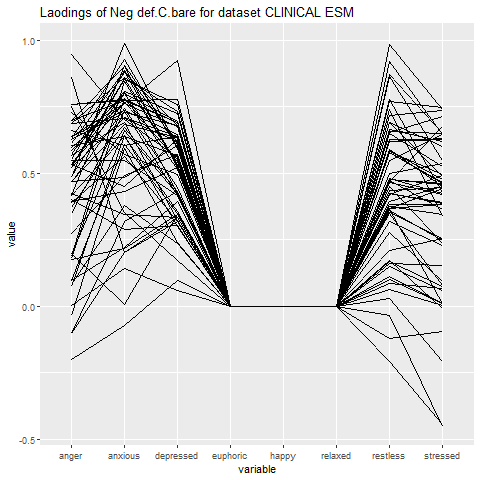 Laodings of Neg def.C.bare for dataset CLINICAL ESM
1.0
0.5
0.0
-0.5
value
anger anxious depressed euphoric happy relaxed restless stressed
variable